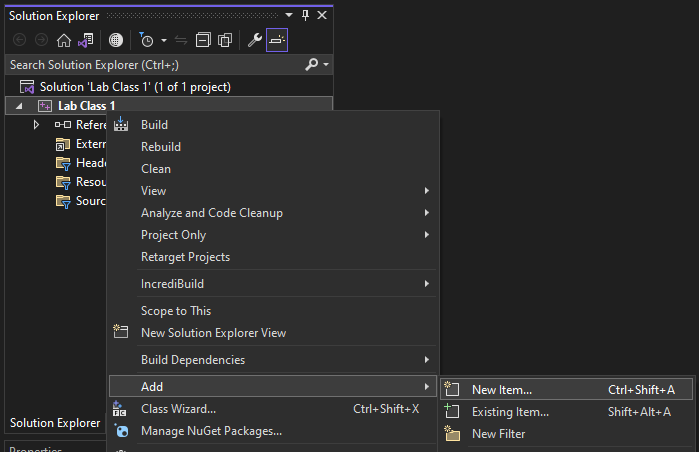 Solution Explorer
Search Solution Explorer (Ctrl+;)
Solution 'Lab Class 1' (1 of 1 project)
Lab Class 1
Refere
Extern
Heade
Resou
Sourc
Build
Rebuild
Clean
View
Analyze and Code Cleanup
Project Only
Retarget Projects
IncrediBuild
Scope to This
New Solution Explorer View
Build Dependencies
Add
Class Wizard... Ctrl+Shift+X
Manage NuGet Packages...
New Item... Ctrl+Shift+A
Existing Item... Shift+Alt+A
New Filter
Solution Explorer
Properties